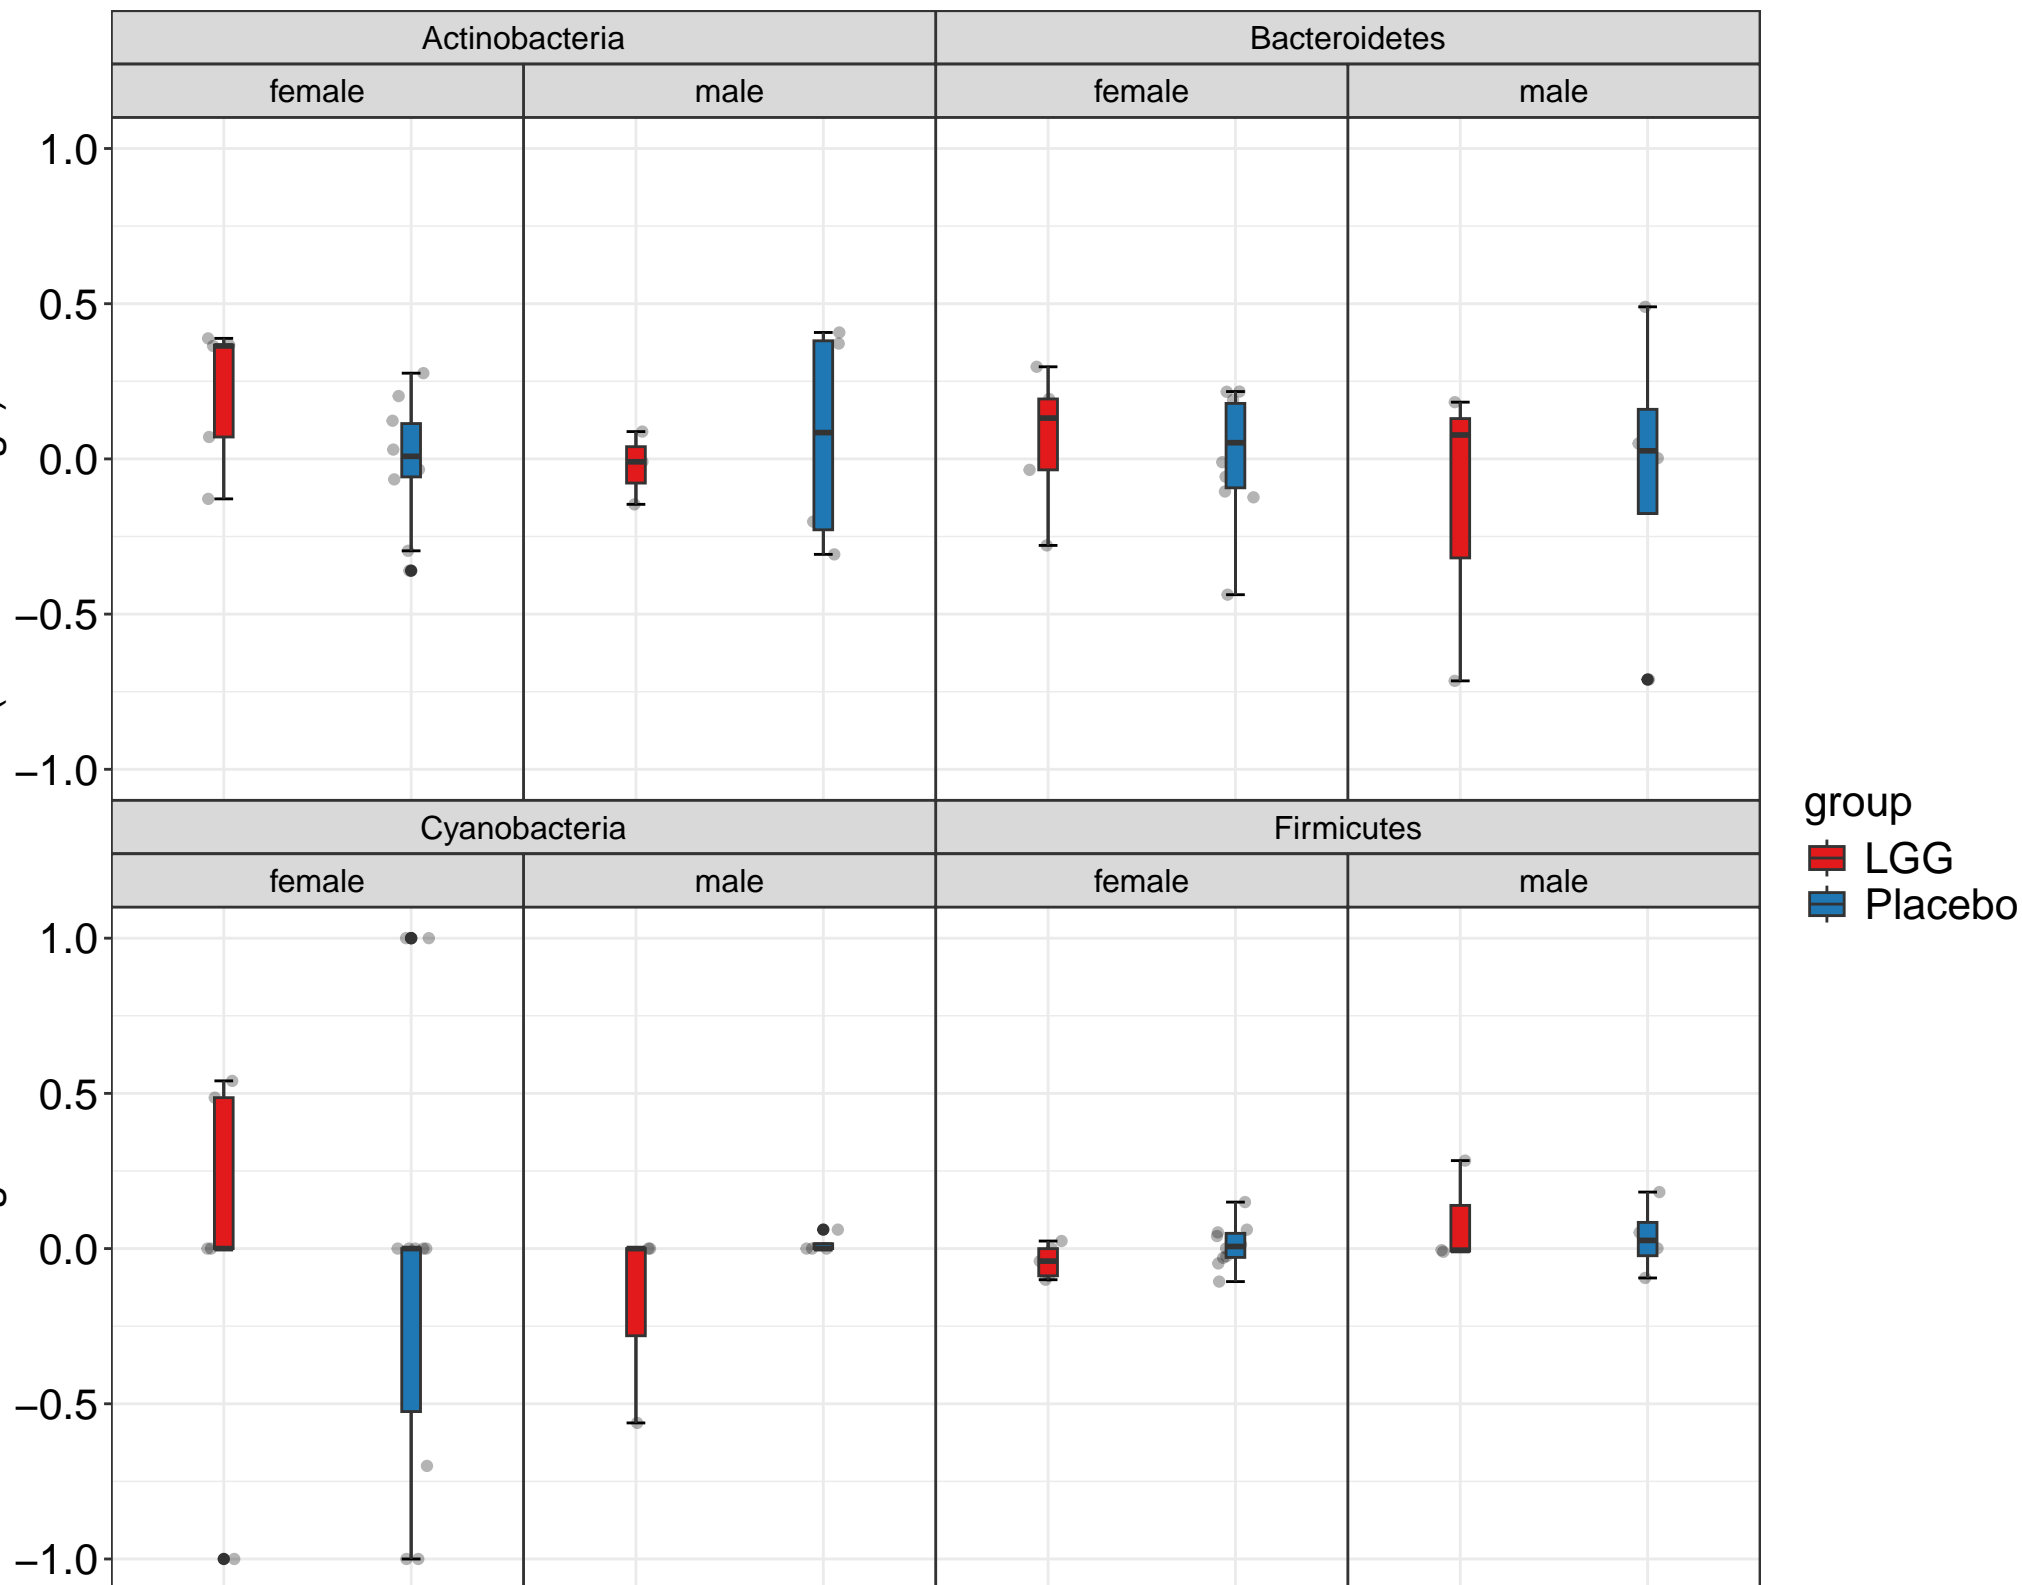 Actinobacteria Bacteroidetes
female male female male
1.0
0.5
0.0
−0.5
−1.0
Cyanobacteria Firmicutes
female male female male
1.0
0.5
0.0
−0.5
−1.0
group
LGG
Placebo